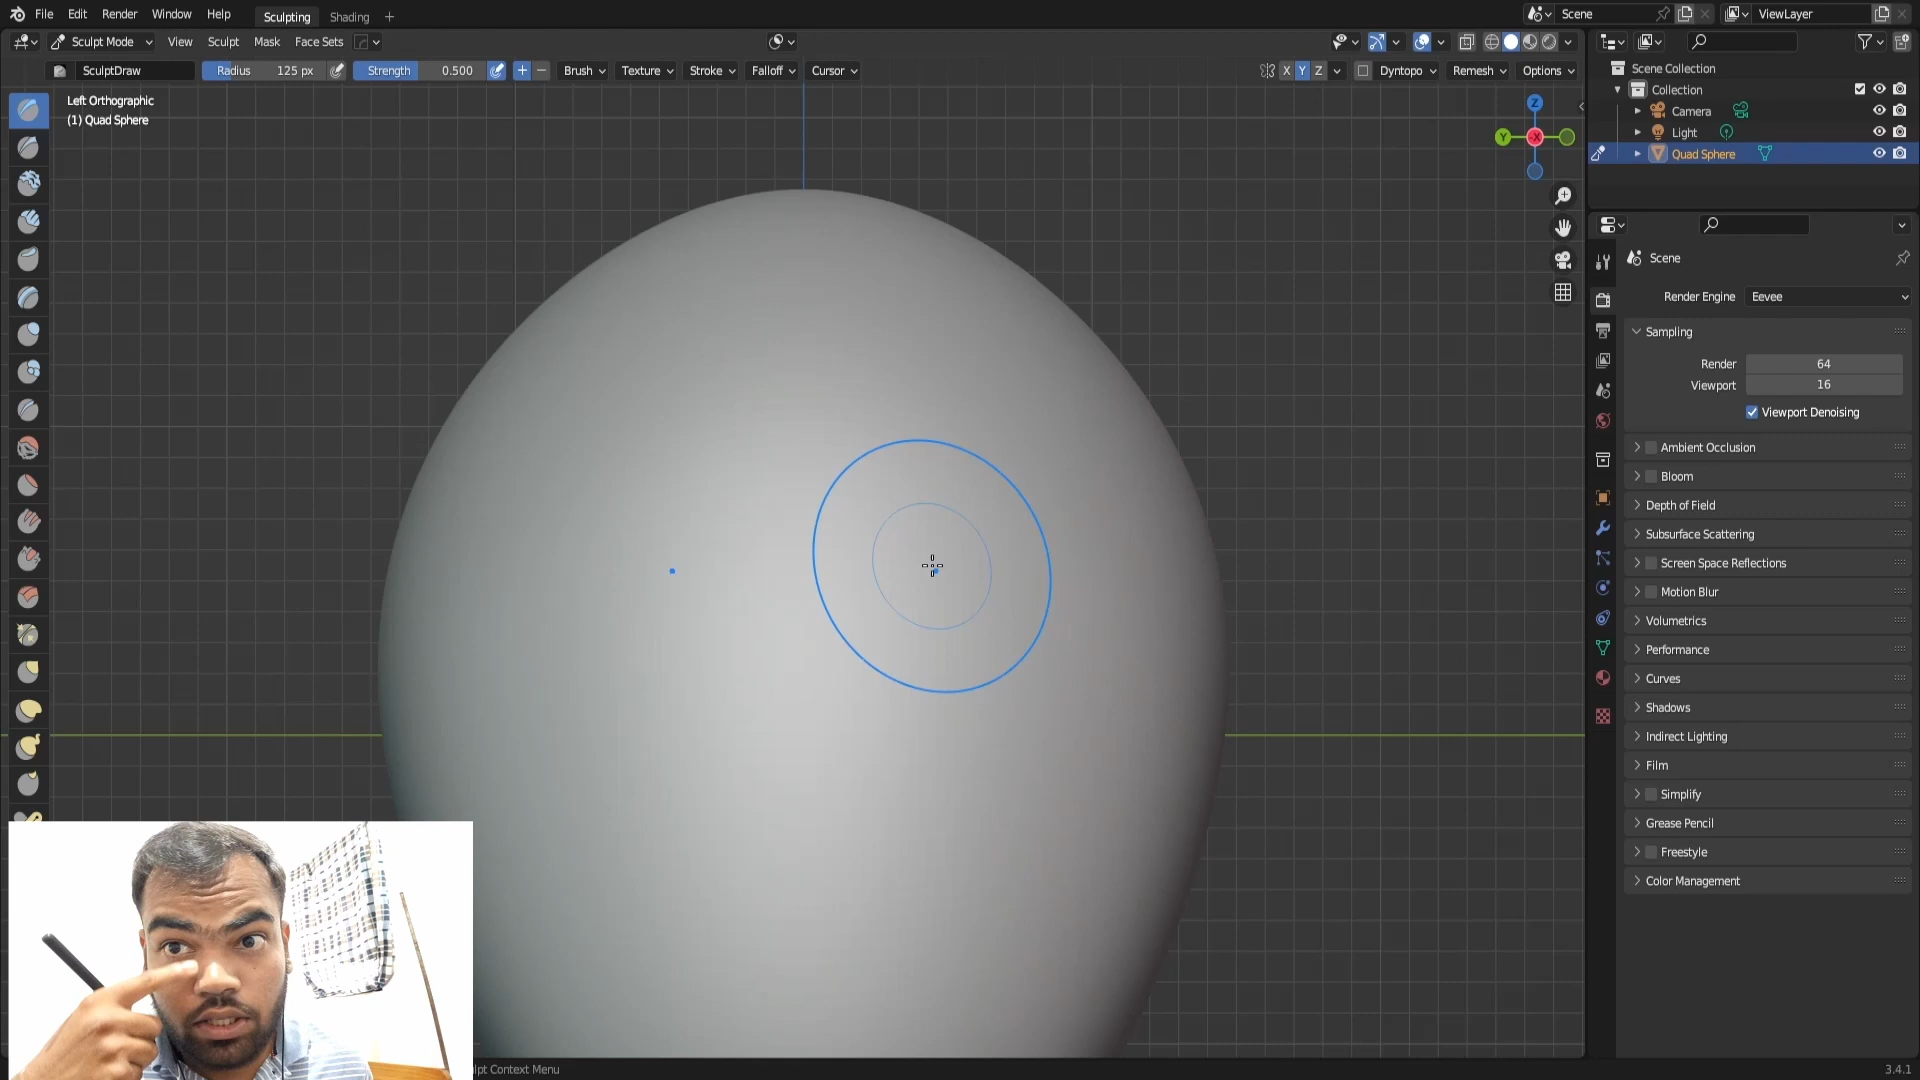 File Edit Render Window Help Sculpting Shading + Scene ViewLayer
Sculpt Mode View Sculpt Mask Face Sets
SculptDraw Radius 125 px Strength 0.500 Brush Texture Stroke Falloff Cursor X Y Z Dyntopo Remesh Options
Left Orthographic
(1) Quad Sphere
Z
Y
X
Scene Collection
Collection
Camera
Light
Quad Sphere
Scene
Render Engine Eevee
Sampling
Render 64
Viewport 16
Viewport Denoising
Ambient Occlusion
Bloom
Depth of Field
Subsurface Scattering
Screen Space Reflections
Motion Blur
Volumetrics
Performance
Curves
Shadows
Indirect Lighting
Film
Simplify
Grease Pencil
Freestyle
Color Management
lpt Context Menu 3.4.1